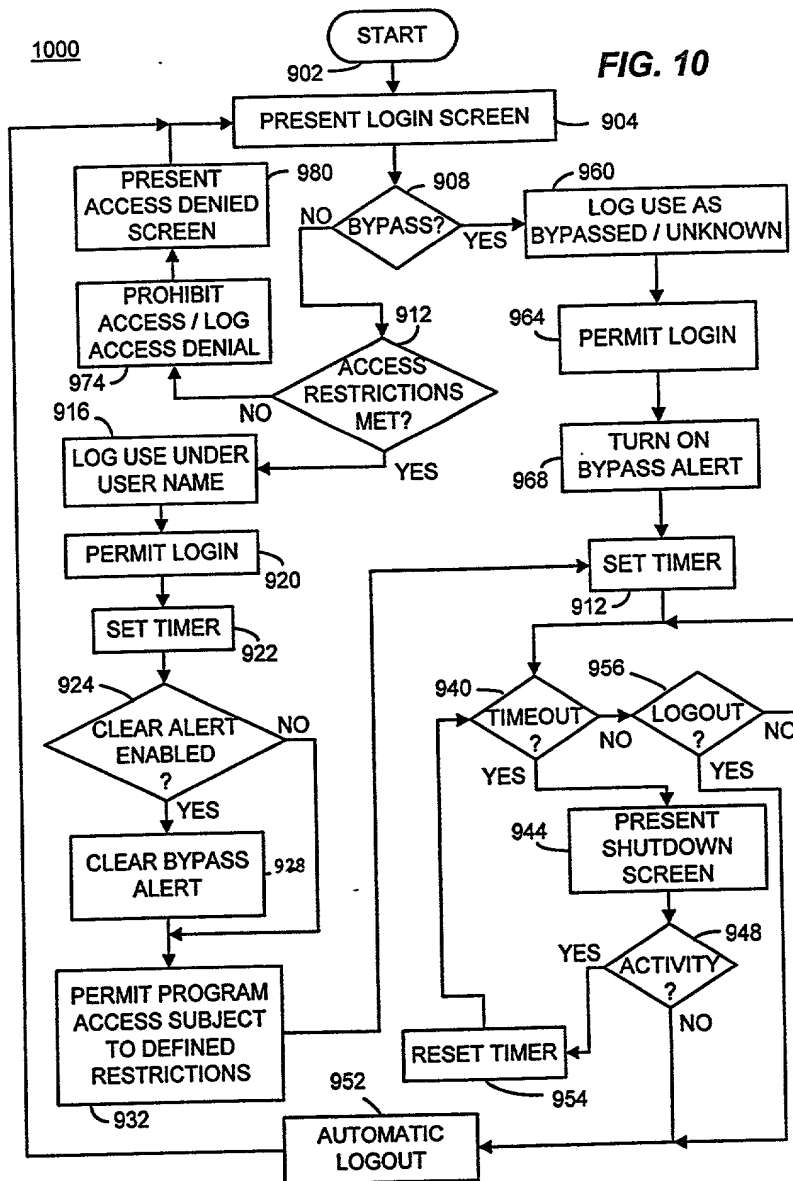 1000
START
902
FIG. 10
PRESENT LOGIN SCREEN
904
PRESENT
ACCESS DENIED
SCREEN
980
908
NO
BYPASS?
YES
960
LOG USE AS
BYPASSED / UNKNOWN
PROHIBIT
ACCESS / LOG
ACCESS DENIAL
974
912
ACCESS
RESTRICTIONS
MET?
NO
YES
964
PERMIT LOGIN
916
LOG USE UNDER
USER NAME
TURN ON
BYPASS ALERT
968
PERMIT LOGIN
920
SET TIMER
912
SET TIMER
922
924
CLEAR ALERT
ENABLED
?
NO
YES
940
TIMEOUT
?
NO
YES
956
LOGOUT
?
NO
YES
CLEAR BYPASS
ALERT
928
944
PRESENT
SHUTDOWN
SCREEN
948
YES
ACTIVITY
?
NO
PERMIT PROGRAM
ACCESS SUBJECT
TO DEFINED
RESTRICTIONS
932
RESET TIMER
954
952
AUTOMATIC
LOGOUT